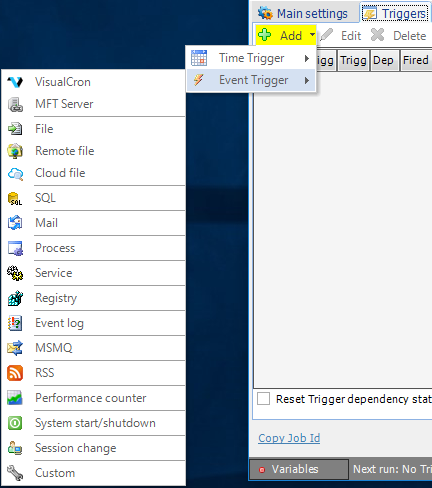 Main settings
Triggers
Add
Edit
Delete
Time Trigger
Event Trigger
Trigg
Dep
Fired
VisualCron
MFT Server
File
Remote file
Cloud file
SQL
Mail
Process
Service
Registry
Event log
MSMQ
RSS
Performance counter
System start/shutdown
Session change
Custom
Reset Trigger dependency stat
Copy Job Id
Variables
Next run: No Tri